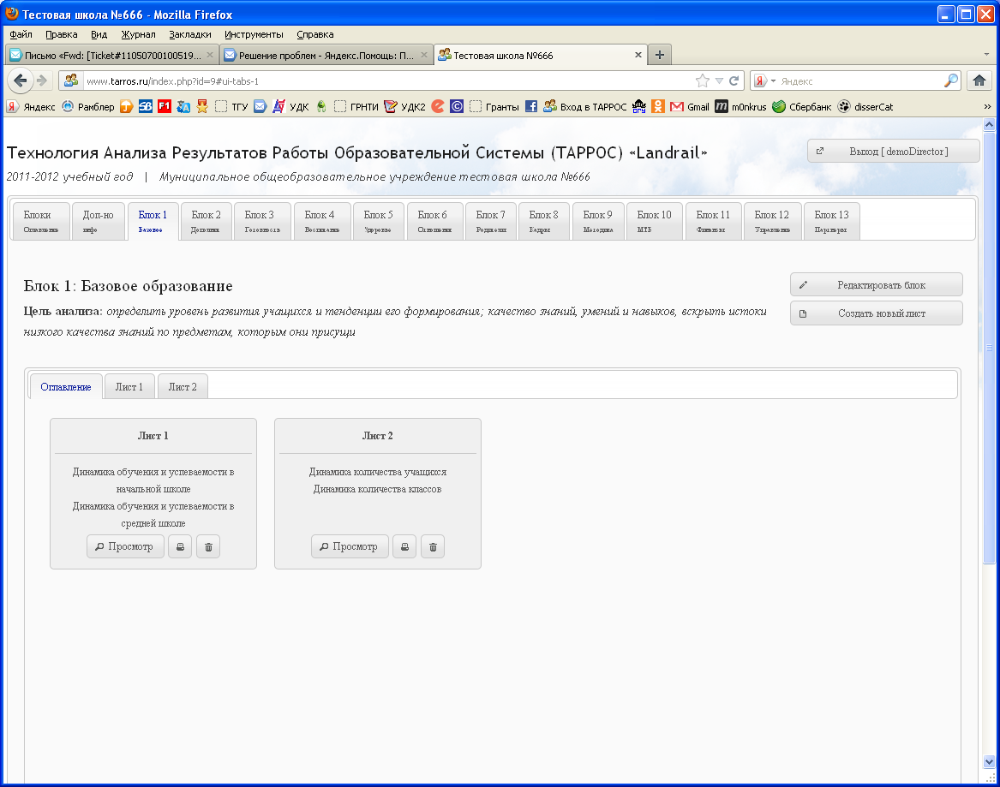 Тестовая школа №666 - Mozilla Firefox
Файл Правка Вид Журнал Закладки Инструменты Справка
Письмо «Fwd: [Ticket#11050700100519... Решение проблем - Яндекс.Помощь: П... Тестовая школа №666
www.tarros.ru/index.php?id=9#ui-tabs-1 Я Яндекс
Я Яндекс Рамблер SB F1 ТГУ УДК ГРНТИ УДК2 Гранты Вход в ТАРРОС Gmail m m0nkrus Сбербанк disserCat »
Технология Анализа Результатов Работы Образовательной Системы (ТАРРОС) «Landrail»
Выход [ demoDirector ]
2011-2012 учебный год | Муниципальное общеобразовательное учреждение тестовая школа №666
Блоки Доп-но Блок 1 Блок 2 Блок 3 Блок 4 Блок 5 Блок 6 Блок 7 Блок 8 Блок 9 Блок 10 Блок 11 Блок 12 Блок 13
Оглавление инфо Базовое Дополнит Готовность Воспитание Здоровье Отношения Родители Кадры Методика МТБ Финансы Управление Партнеры
Блок 1: Базовое образование
Редактировать блок
Цель анализа: определить уровень развития учащихся и тенденции его формирования; качество знаний, умений и навыков, вскрыть истоки
низкого качества знаний по предметам, которым они присущи
Создать новый лист
Оглавление Лист 1 Лист 2
Лист 1
Динамика обучения и успеваемости в
начальной школе
Динамика обучения и успеваемости в
средней школе
Просмотр
Лист 2
Динамика количества учащихся
Динамика количества классов
Просмотр